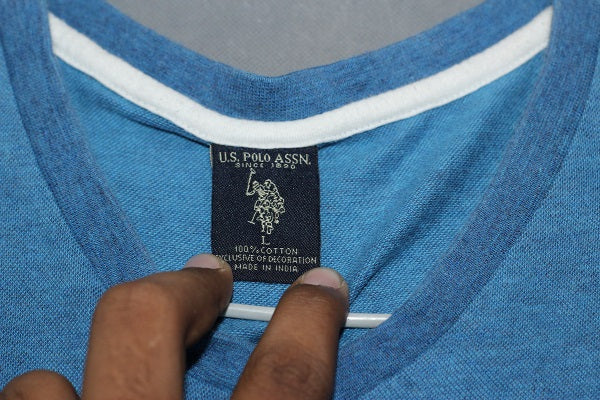 U.S. POLO ASSN.
SINCE 1890
L
100% COTTON
EXCLUSIVE OF DECORATION
MADE IN INDIA